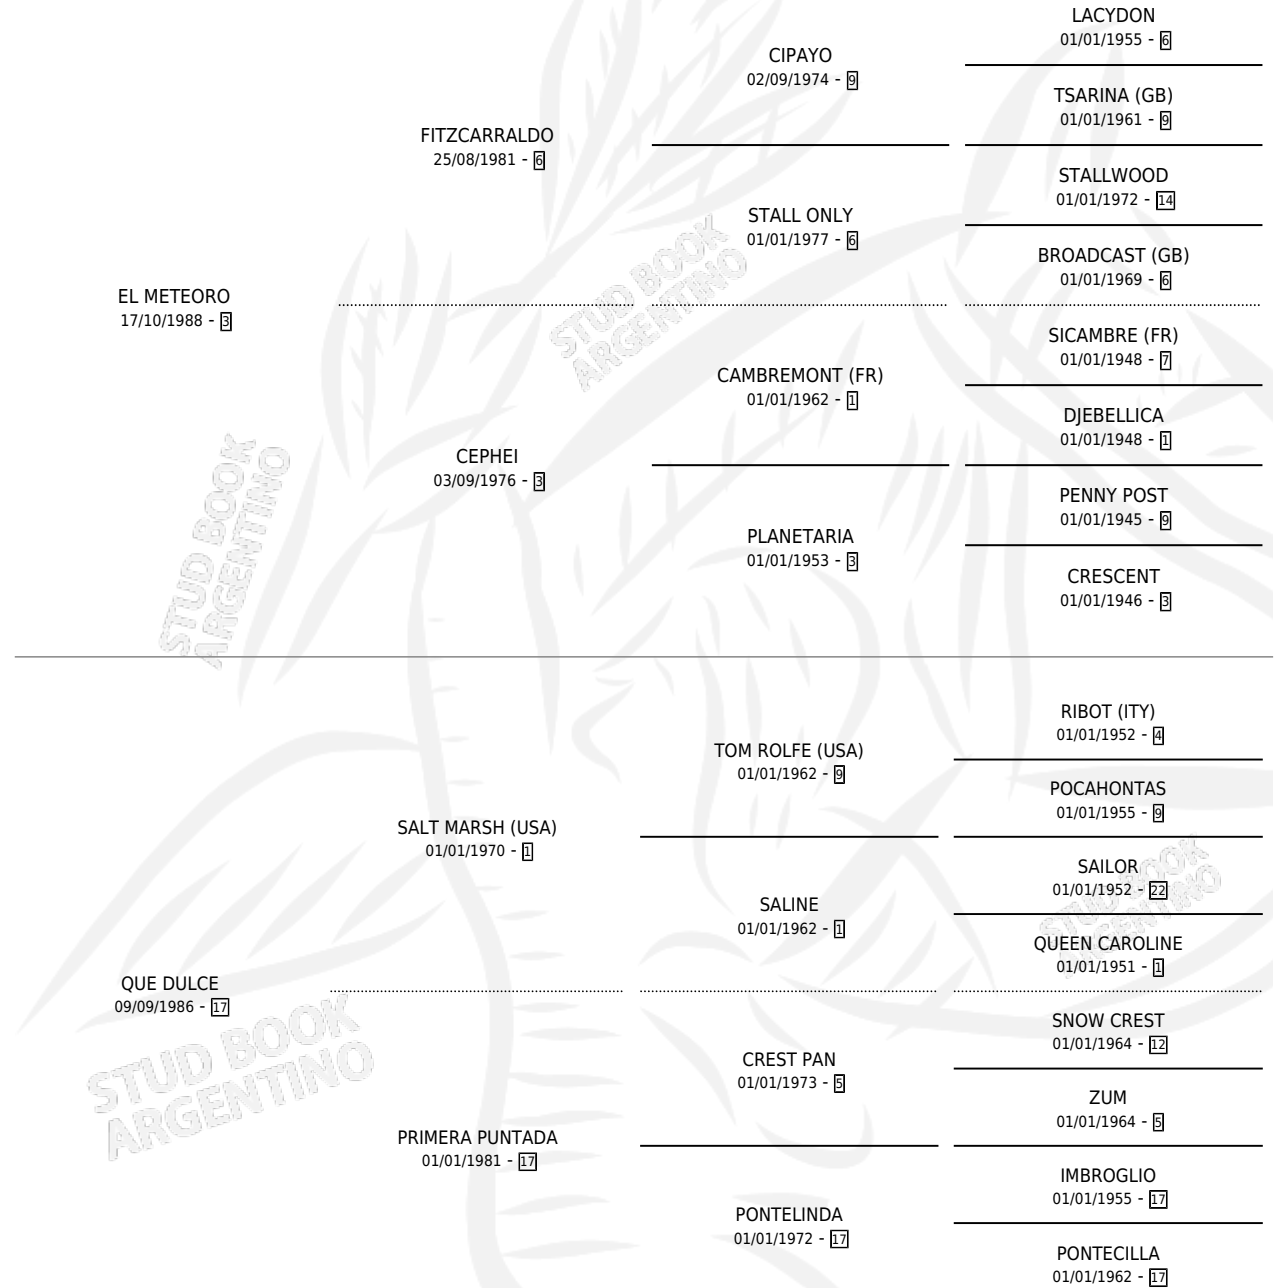 LACYDON
01/01/1955 - 6
CIPAYO
02/09/1974 - 9
TSARINA (GB)
01/01/1961 - 9
FITZCARRALDO
25/08/1981 - 6
STALLWOOD
01/01/1972 - 14
STALL ONLY
01/01/1977 - 6
BROADCAST (GB)
01/01/1969 - 6
EL METEORO
17/10/1988 - 3
STUD BOOK
ARGENTINO
SICAMBRE (FR)
01/01/1948 - 7
CAMBREMONT (FR)
01/01/1962 - 1
DJEBELLICA
01/01/1948 - 1
CEPHEI
03/09/1976 - 3
PENNY POST
01/01/1945 - 9
PLANETARIA
01/01/1953 - 3
CRESCENT
01/01/1946 - 3
STUD BOOK
ARGENTINO
RIBOT (ITY)
01/01/1952 - 4
TOM ROLFE (USA)
01/01/1962 - 9
POCAHONTAS
01/01/1955 - 9
SALT MARSH (USA)
01/01/1970 - 1
SAILOR
01/01/1952 - 22
SALINE
01/01/1962 - 1
QUEEN CAROLINE
01/01/1951 - 1
STUD BOOK
ARGENTINO
QUE DULCE
09/09/1986 - 17
SNOW CREST
01/01/1964 - 12
CREST PAN
01/01/1973 - 5
ZUM
01/01/1964 - 5
STUD BOOK
ARGENTINO
PRIMERA PUNTADA
01/01/1981 - 17
IMBROGLIO
01/01/1955 - 17
PONTELINDA
01/01/1972 - 17
PONTECILLA
01/01/1962 - 17